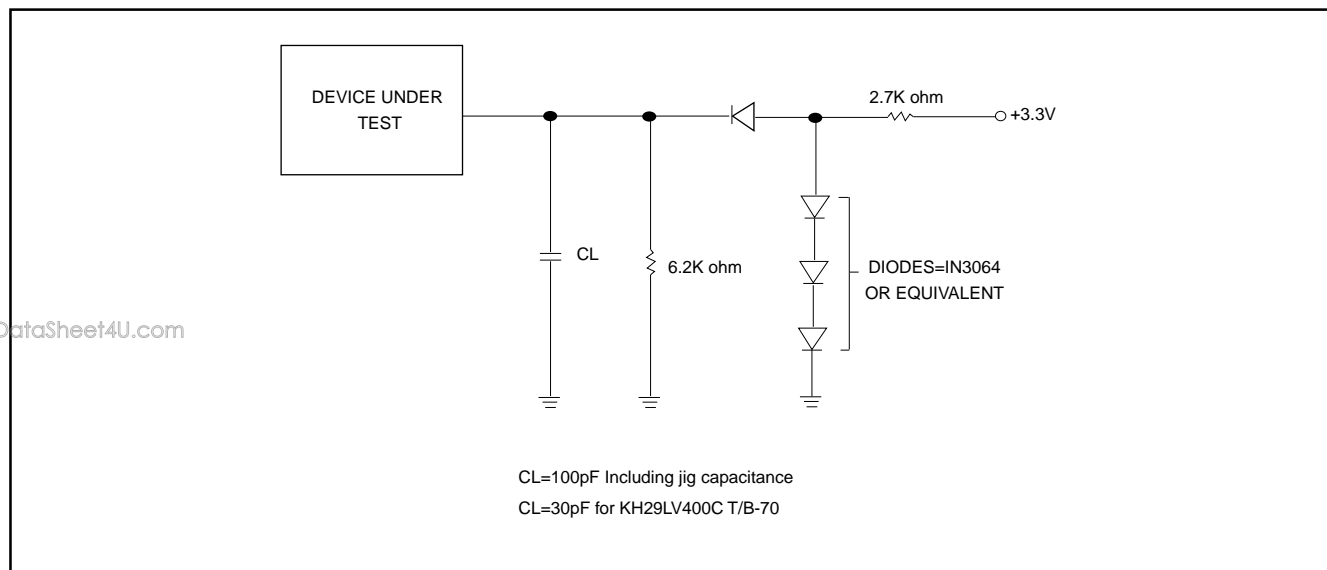 DEVICE UNDER
TEST
2.7K ohm
+3.3V
CL
6.2K ohm
DIODES=IN3064
OR EQUIVALENT
DataSheet4U.com
CL=100pF Including jig capacitance
CL=30pF for KH29LV400C T/B-70